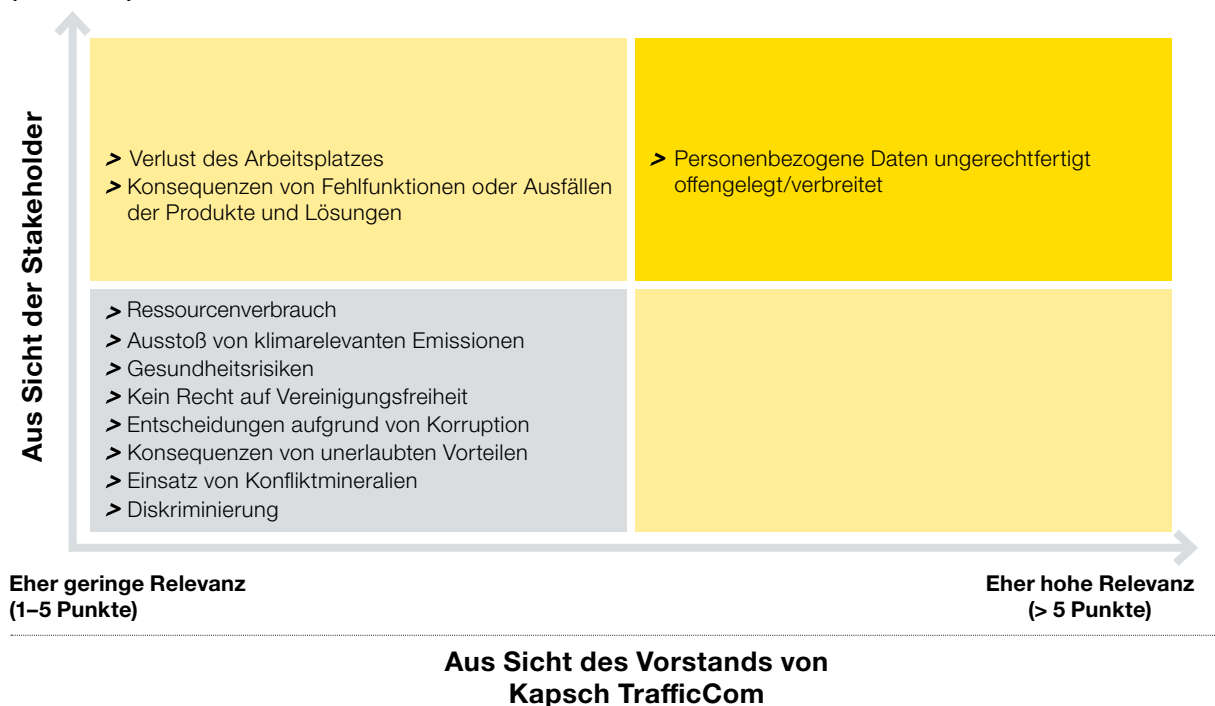 Aus Sicht der Stakeholder
> Verlust des Arbeitsplatzes
> Konsequenzen von Fehlfunktionen oder Ausfällen
der Produkte und Lösungen
> Personenbezogene Daten ungerechtfertigt
offengelegt/verbreitet
> Ressourcenverbrauch
> Ausstoß von klimarelevanten Emissionen
> Gesundheitsrisiken
> Kein Recht auf Vereinigungsfreiheit
> Entscheidungen aufgrund von Korruption
> Konsequenzen von unerlaubten Vorteilen
> Einsatz von Konfliktmineralien
> Diskriminierung
Eher geringe Relevanz
(1–5 Punkte)
Eher hohe Relevanz
(> 5 Punkte)
Aus Sicht des Vorstands von
Kapsch TrafficCom